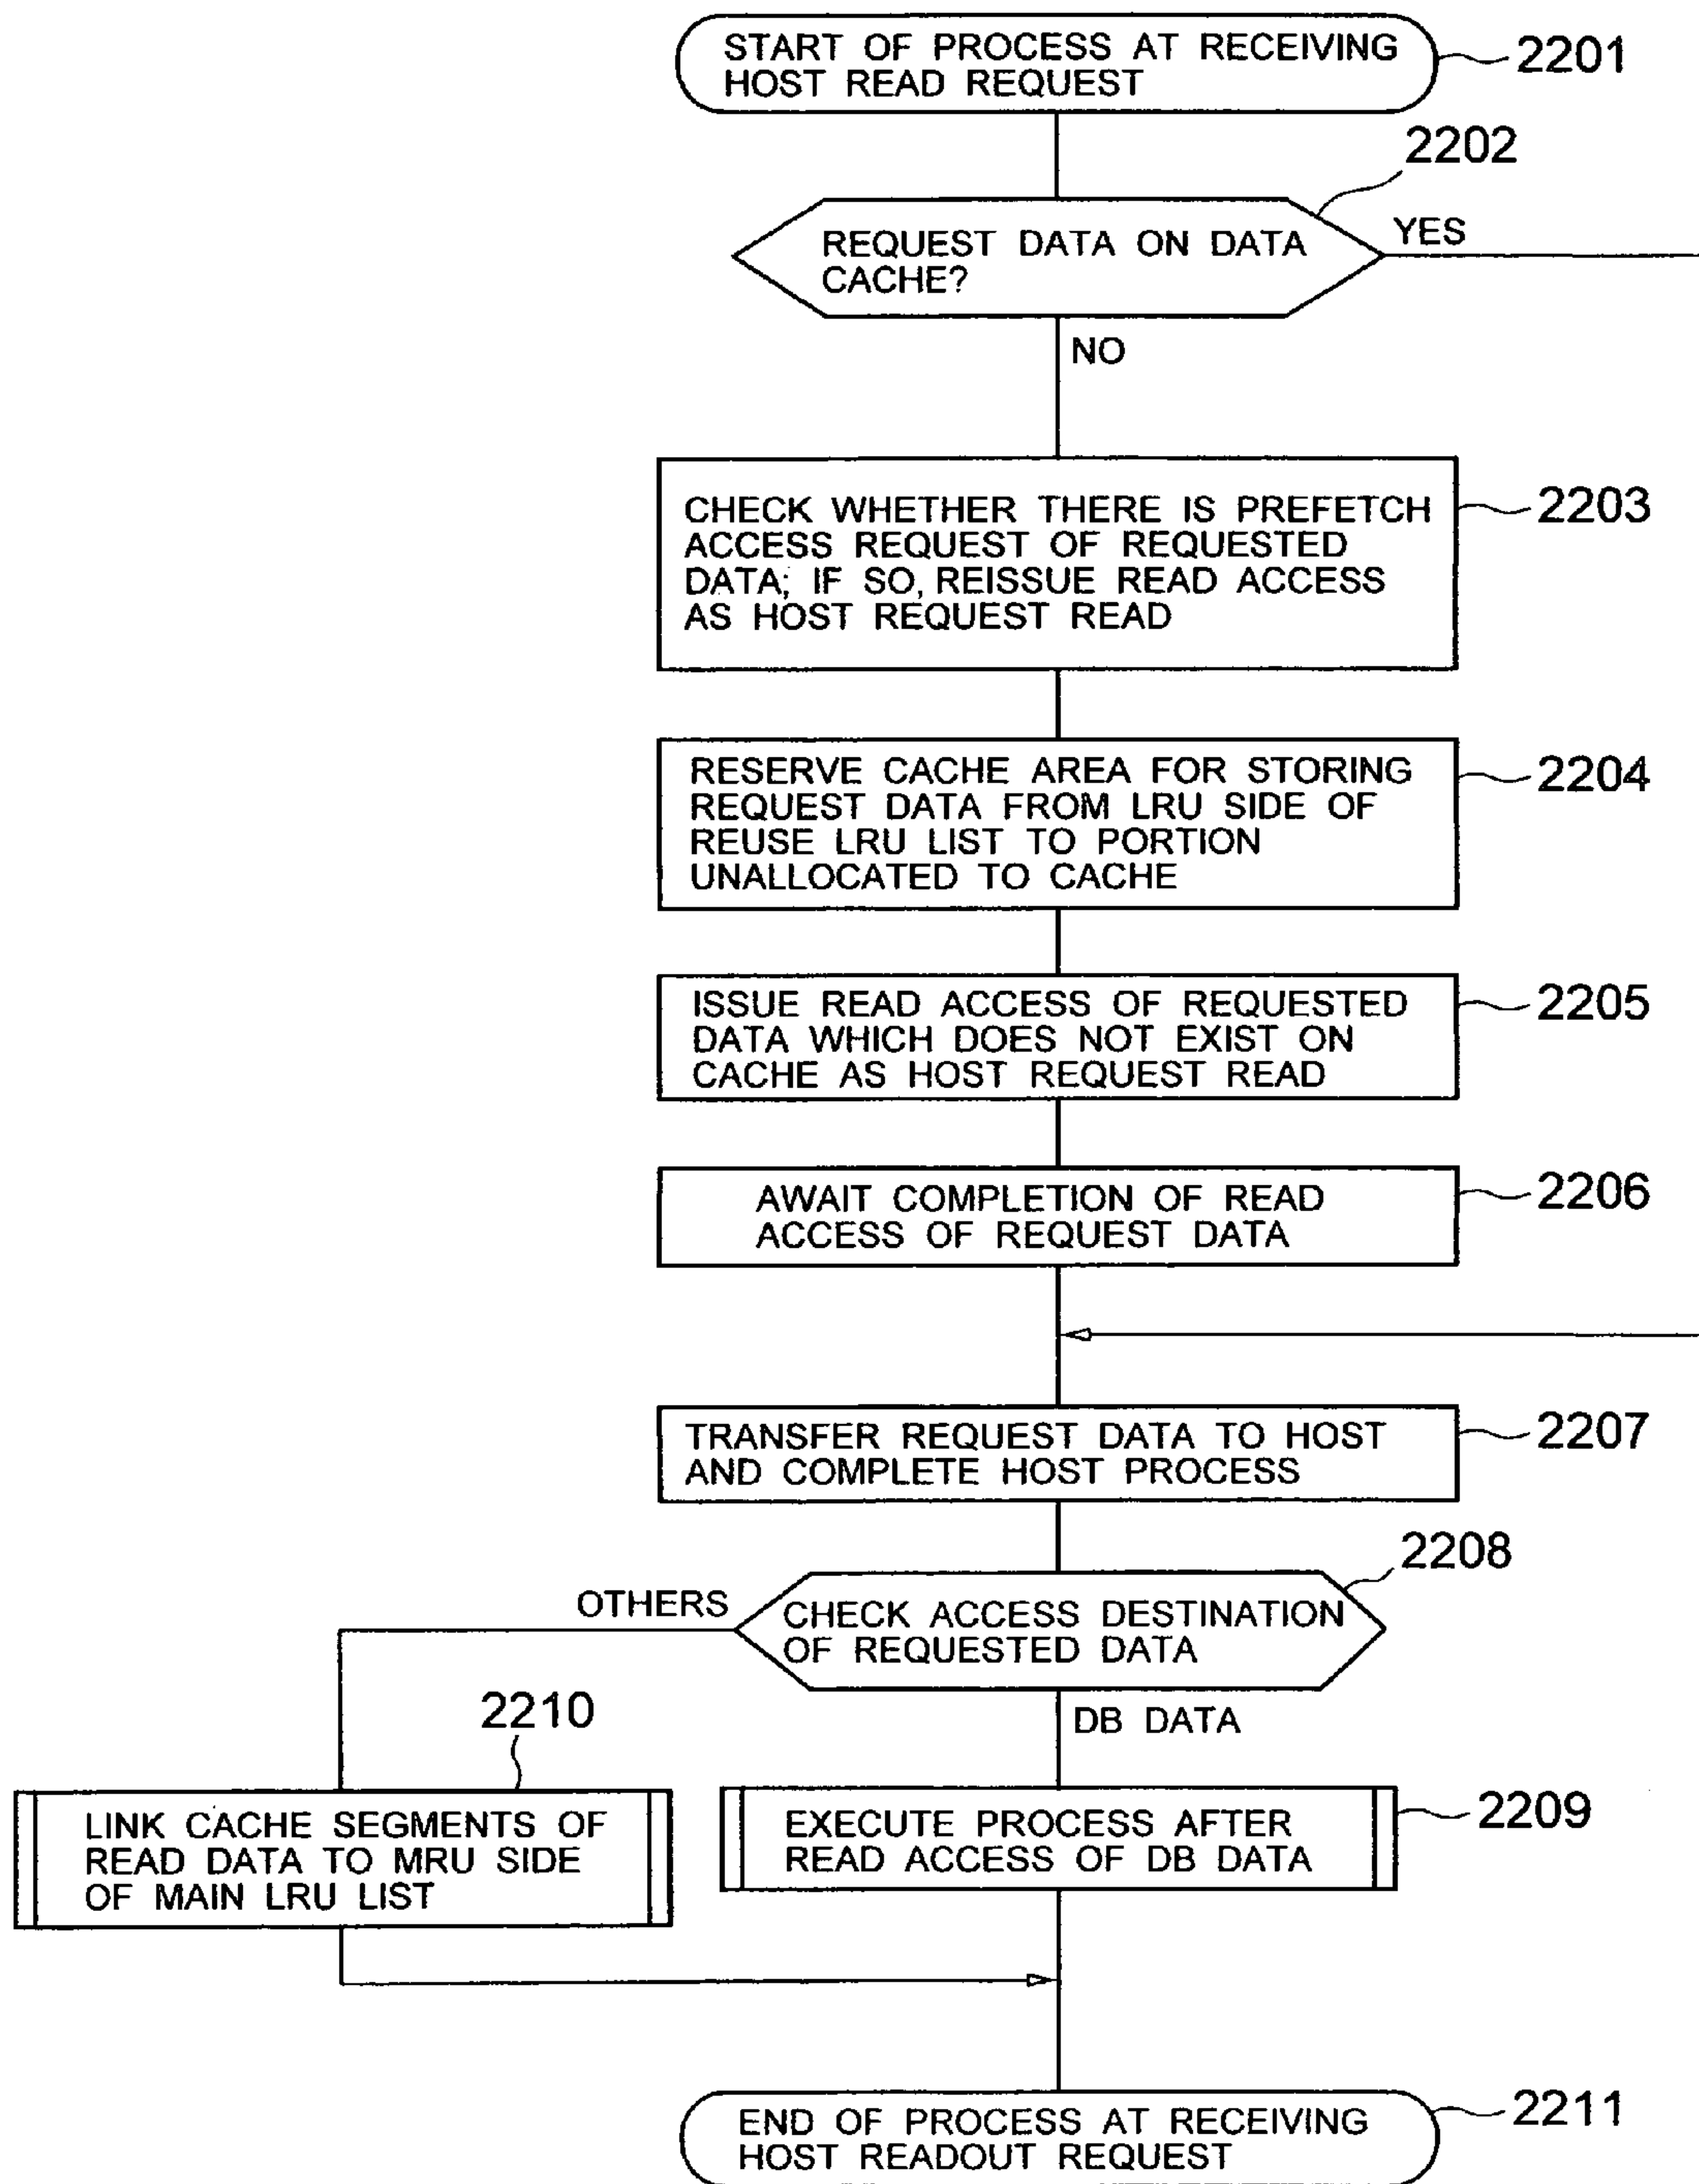 START OF PROCESS AT RECEIVING
HOST READ REQUEST
2201
2202
REQUEST DATA ON DATA
CACHE?
YES
NO
CHECK WHETHER THERE IS PREFETCH
ACCESS REQUEST OF REQUESTED
DATA; IF SO, REISSUE READ ACCESS
AS HOST REQUEST READ
2203
RESERVE CACHE AREA FOR STORING
REQUEST DATA FROM LRU SIDE OF
REUSE LRU LIST TO PORTION
UNALLOCATED TO CACHE
2204
ISSUE READ ACCESS OF REQUESTED
DATA WHICH DOES NOT EXIST ON
CACHE AS HOST REQUEST READ
2205
AWAIT COMPLETION OF READ
ACCESS OF REQUEST DATA
2206
TRANSFER REQUEST DATA TO HOST
AND COMPLETE HOST PROCESS
2207
2208
OTHERS
CHECK ACCESS DESTINATION
OF REQUESTED DATA
DB DATA
2210
LINK CACHE SEGMENTS OF
READ DATA TO MRU SIDE
OF MAIN LRU LIST
EXECUTE PROCESS AFTER
READ ACCESS OF DB DATA
2209
END OF PROCESS AT RECEIVING
HOST READOUT REQUEST
2211